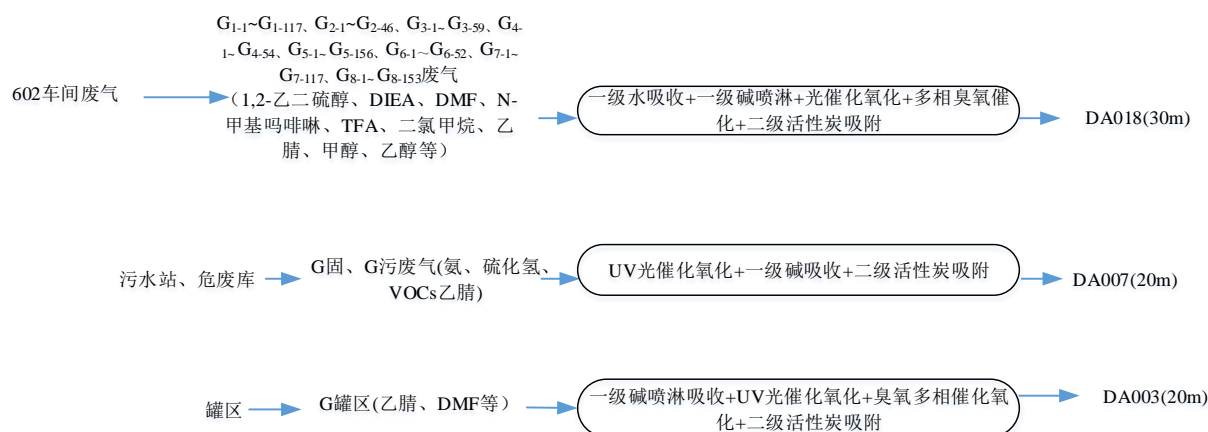 G1-1~G1-117、G2-1~G2-46、G3-1~G3-59、G4-
1~G4-54、G5-1~G5-156、G6-1~G6-52、G7-1~
G7-117、G8-1~G8-153废气
（1,2-乙二硫醇、DIEA、DMF、N-
甲基吗啡啉、TFA、二氯甲烷、乙
腈、甲醇、乙醇等）
602车间废气
一级水吸收+一级碱喷淋+光催化氧化+多相臭氧催
化+二级活性炭吸附
DA018(30m)
污水站、危废库
G固、G污废气(氨、硫化氢、
VOCs乙腈)
UV光催化氧化+一级碱吸收+二级活性炭吸附
DA007(20m)
罐区
G罐区(乙腈、DMF等）
一级碱喷淋吸收+UV光催化氧化+臭氧多相催化氧
化+二级活性炭吸附
DA003(20m)